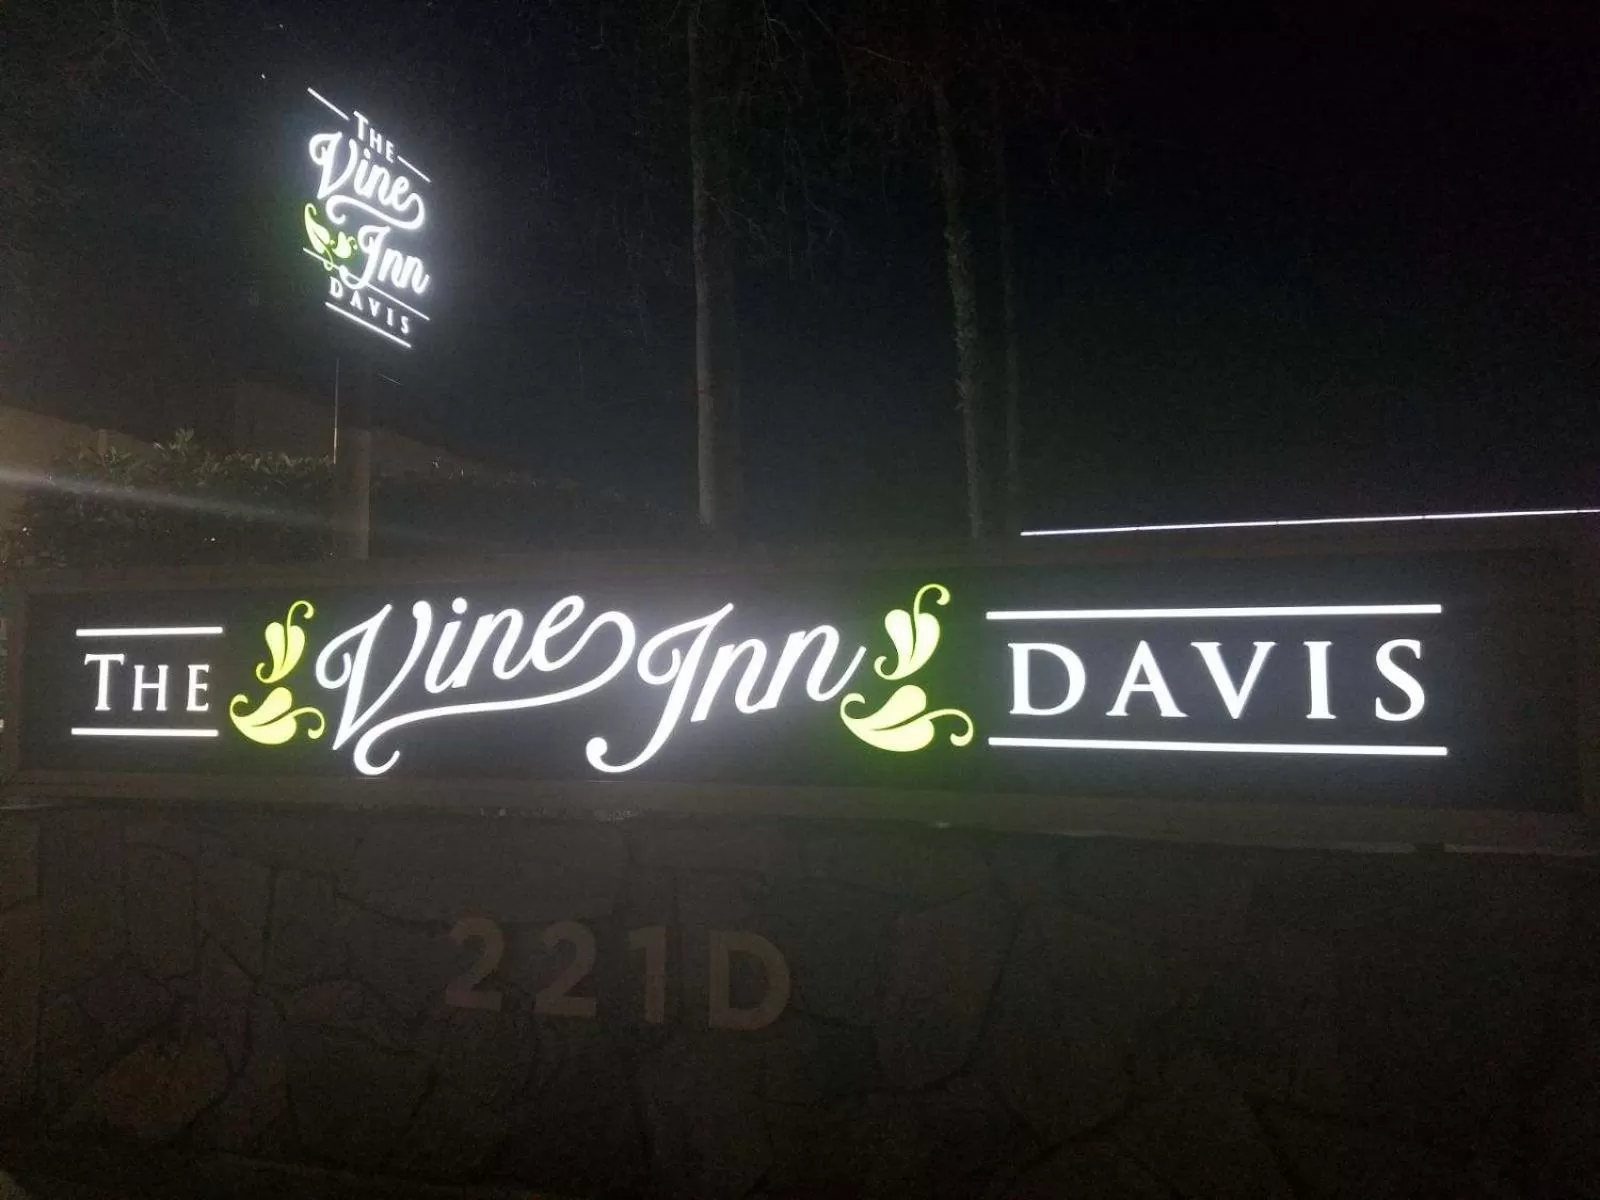 THE
Vine
Inn
DAVIS
THE Vine Inn DAVIS
221D